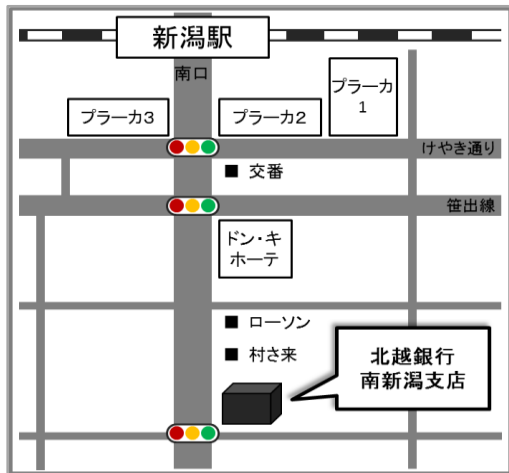 新潟駅
南口
プラーカ3
プラーカ2
プラーカ
1
けやき通り
■ 交番
笹出線
ドン・キ
ホーテ
■ ローソン
■ 村さ来
北越銀行
南新潟支店